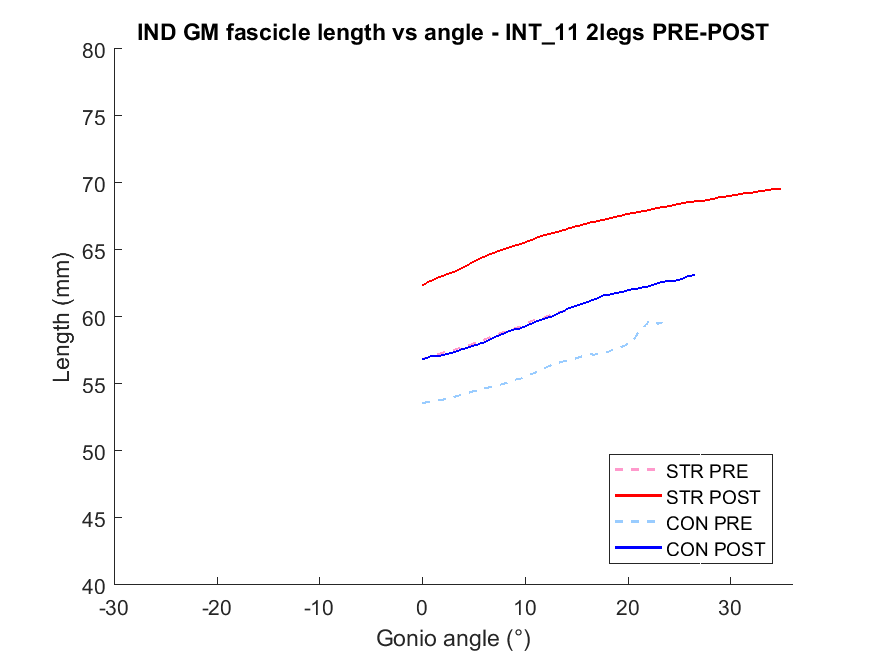 IND GM fascicle length vs angle - INT_11 2legs PRE-POST
80
75
70
65
60
55
50
45
40
Length (mm)
-30
-20
-10
0
10
20
30
Gonio angle (°)
STR PRE
STR POST
CON PRE
CON POST